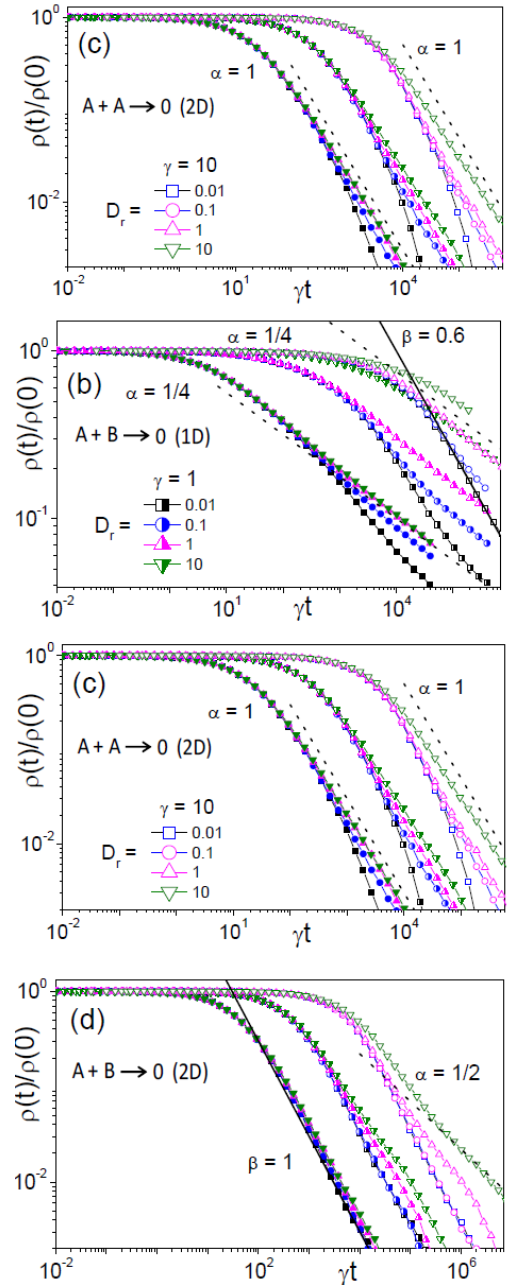 (c)
α = 1
α = 1
A + A → 0 (2D)
γ = 10
D_r =
0.01
0.1
1
10
ρ(t)/ρ(0)
10^0
10^-2
10^-2
10^1
10^4
γt
(b)
α = 1/4
β = 0.6
α = 1/4
A + B → 0 (1D)
γ = 1
D_r =
0.01
0.1
1
10
ρ(t)/ρ(0)
10^0
10^-1
10^-2
10^1
10^4
γt
(c)
α = 1
α = 1
A + A → 0 (2D)
γ = 10
D_r =
0.01
0.1
1
10
ρ(t)/ρ(0)
10^0
10^-2
10^-2
10^1
10^4
γt
(d)
A + B → 0 (2D)
α = 1/2
β = 1
ρ(t)/ρ(0)
10^0
10^-2
10^-2
10^0
10^2
10^4
10^6
γt